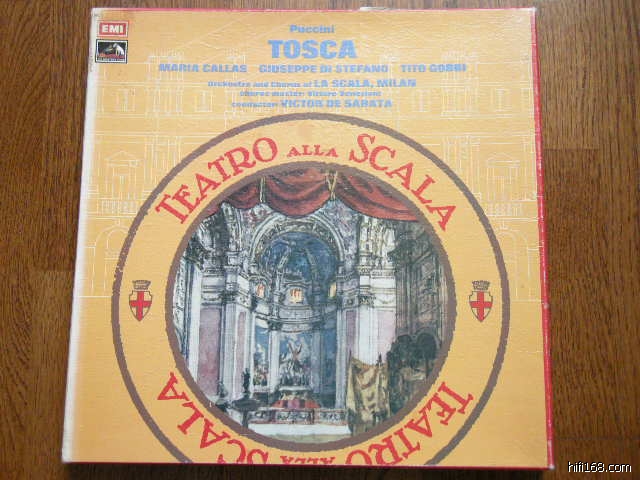 EMI
Puccini
TOSCA
MARIA CALLAS GIUSEPPE DI STEFANO TITO GOBBI
Orchestra and Chorus of LA SCALA, MILAN
Chorus master: Vittore Veneziani
conductor: VICTOR DE SABATA
TEATRO ALLA SCALA
TEATRO ALLA SCALA
hifi168.com